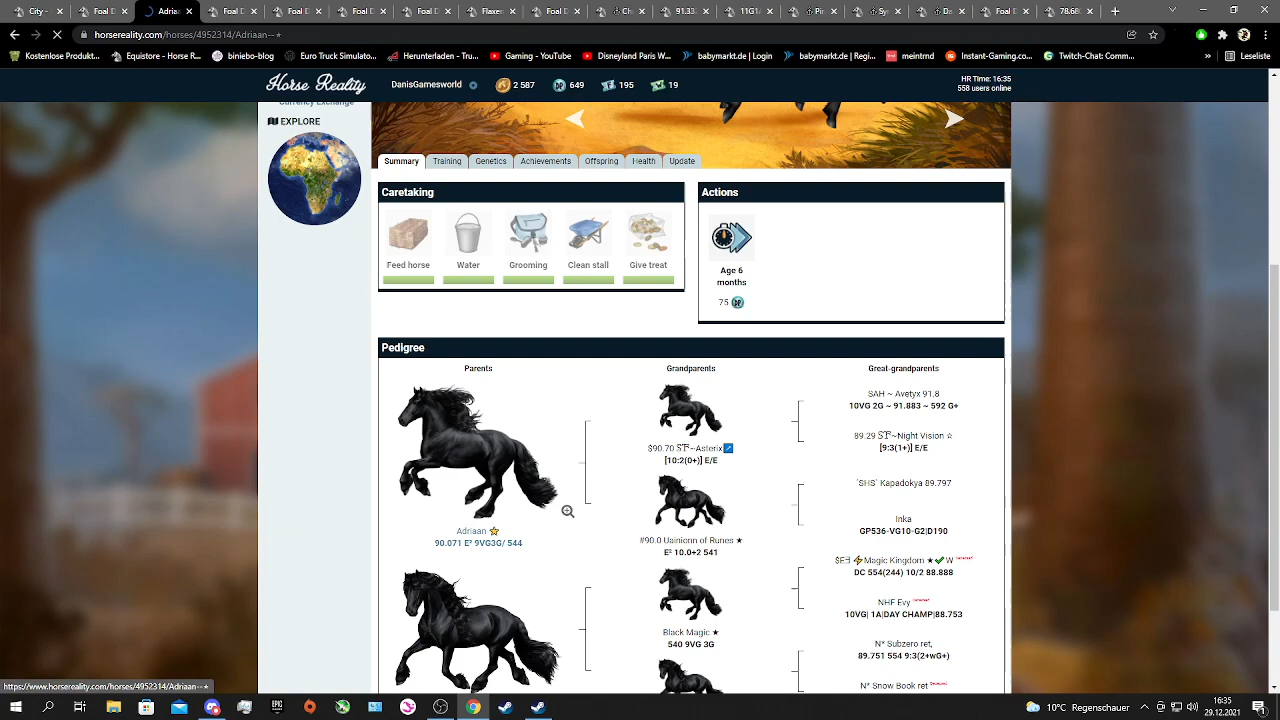 horsereality.com/horses/4952314/Adriaan--★
Kostenlose Produkt... Equistore - Horse R... biniebo-blog Euro Truck Simulato... Herunterladen - Tru... Gaming - YouTube Disneyland Paris W... babymarkt.de | Login babymarkt.de | Regi... meintrnd Instant-Gaming.com... Twitch-Chat: Comm... » Leseliste
Horse Reality DanisGamesworld 2 587 649 195 19 HR Time: 16:35
558 users online
Currency Exchange
EXPLORE
Summary Training Genetics Achievements Offspring Health Update
Caretaking
Feed horse Water Grooming Clean stall Give treat
Actions
Age 6
months
75
Pedigree
Parents Grandparents Great-grandparents
Adriaan ⭐
90.071 E² 9VG3G/ 544
$90.70 ST~Asterix
[10:2(0+)] E/E
#90.0 Uainionn of Runes ★
E² 10.0+2 541
Black Magic ★
540 9VG 3G
SAH ~ Avetyx 91.8
10VG 2G ~ 91.883 ~ 592 G+
89.29 ST~Night Vision ☆
[9:3(1+)] E/E
'SHS' Kapadokya 89.797
Inka
GP536-VG10-G2|D190
$E∃ ⚡Magic Kingdom ★✔W
DC 554(244) 10/2 88.888
NHF Evy
10VG| 1A|DAY CHAMP|88.753
N* Subzero ret,
89.751 554 9:3(2+wG+)
N* Snow Book ret
https://www.horsereality.com/horses/4952314/Adriaan--★
10°C Regenschauer 16:35
29.12.2021